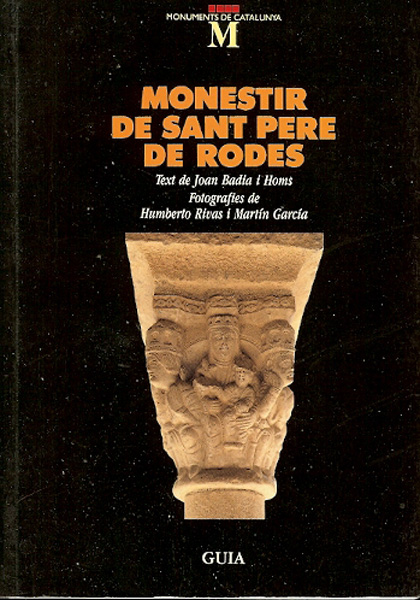 MONUMENTS DE CATALUNYA
M
MONESTIR
DE SANT PERE
DE RODES
Text de Joan Badia i Homs
Fotografies de
Humberto Rivas i Martín García
GUIA